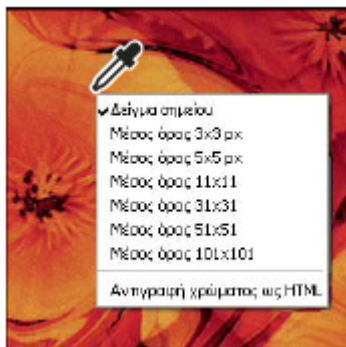 Δείγμα σημείου
Μέσος όρος 3x3 px
Μέσος όρος 5x5 px
Μέσος όρος 11x11
Μέσος όρος 31x31
Μέσος όρος 51x51
Μέσος όρος 101x101
Αντιγραφή χρώματος ως HTML